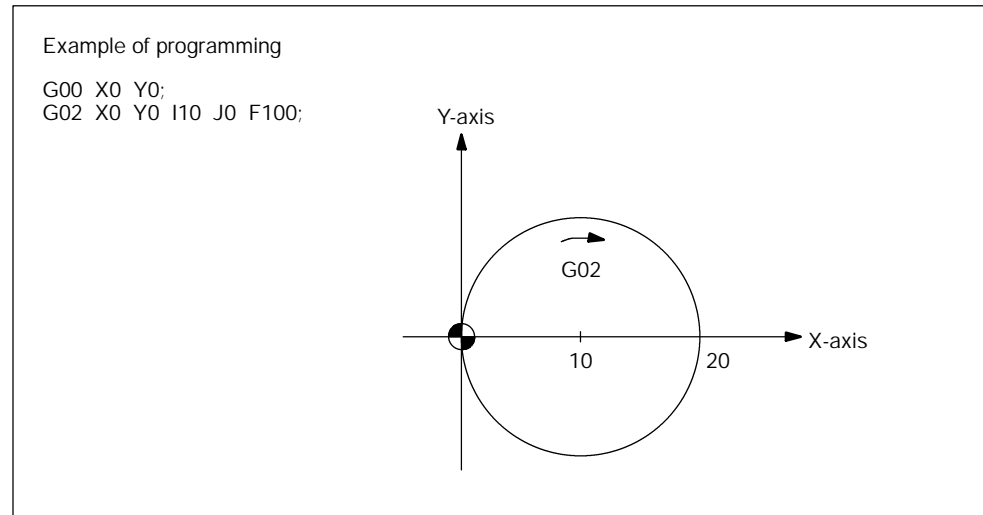 Example of programming
G00 X0 Y0;
G02 X0 Y0 I10 J0 F100;
Y-axis
G02
X-axis
10
20